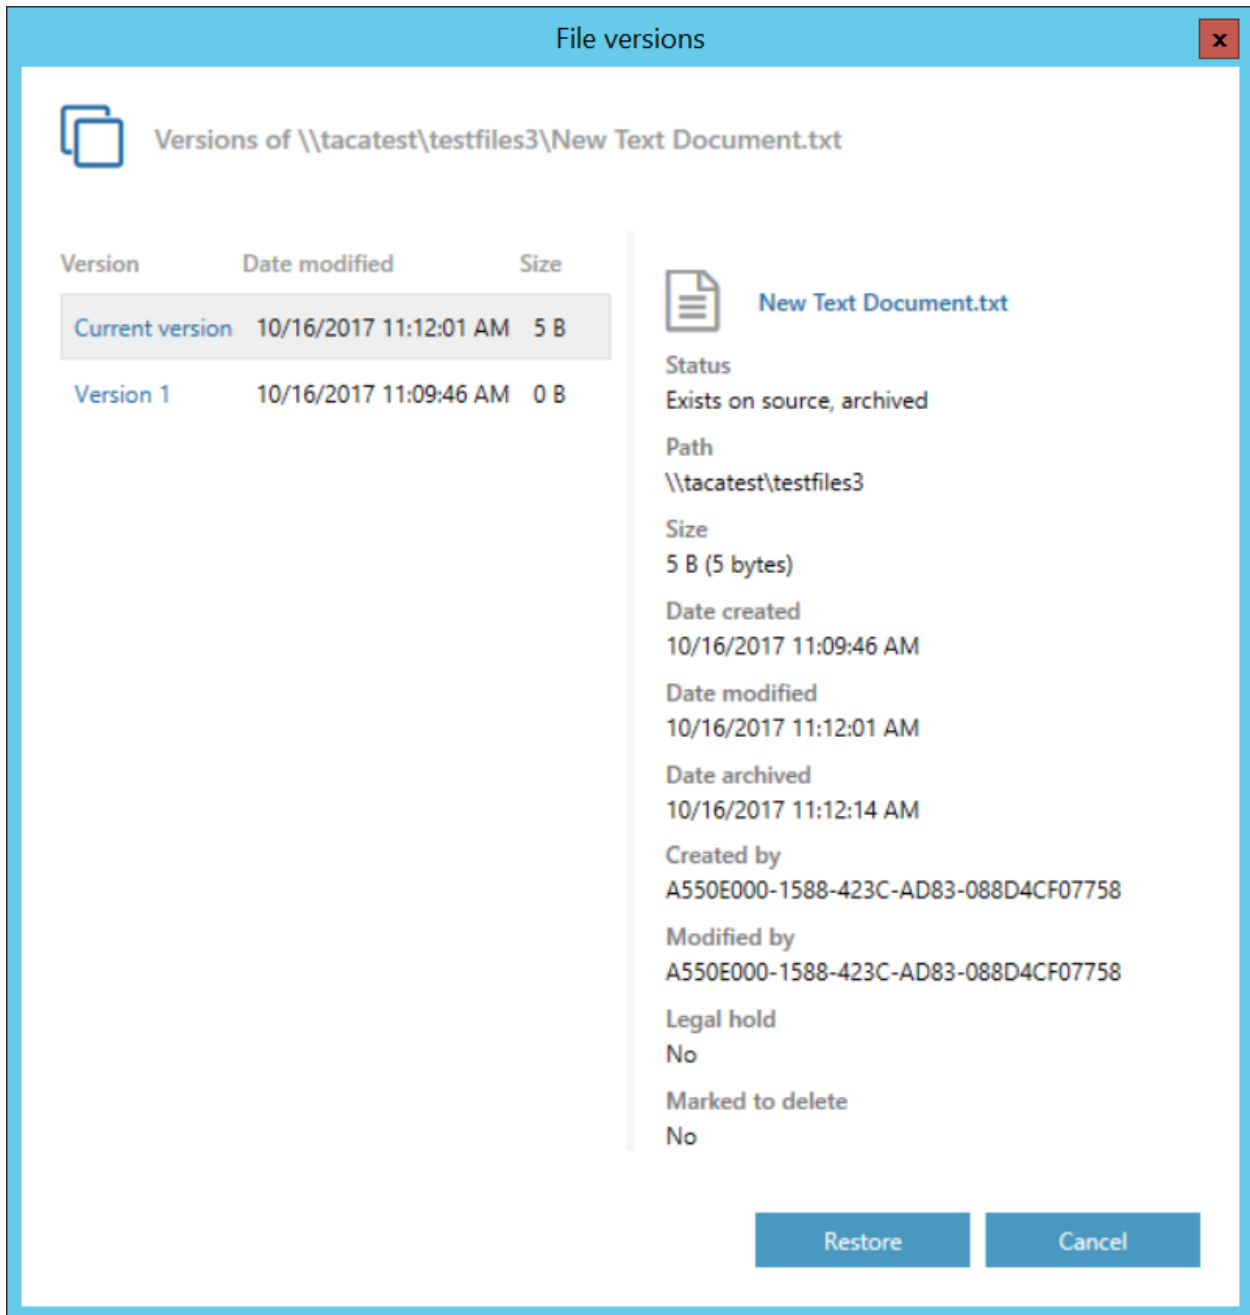 File versions
x
Versions of \\tacatest\testfiles3\New Text Document.txt
Version Date modified Size
Current version 10/16/2017 11:12:01 AM 5 B
Version 1 10/16/2017 11:09:46 AM 0 B
New Text Document.txt
Status
Exists on source, archived
Path
\\tacatest\testfiles3
Size
5 B (5 bytes)
Date created
10/16/2017 11:09:46 AM
Date modified
10/16/2017 11:12:01 AM
Date archived
10/16/2017 11:12:14 AM
Created by
A550E000-1588-423C-AD83-088D4CF07758
Modified by
A550E000-1588-423C-AD83-088D4CF07758
Legal hold
No
Marked to delete
No
Restore Cancel